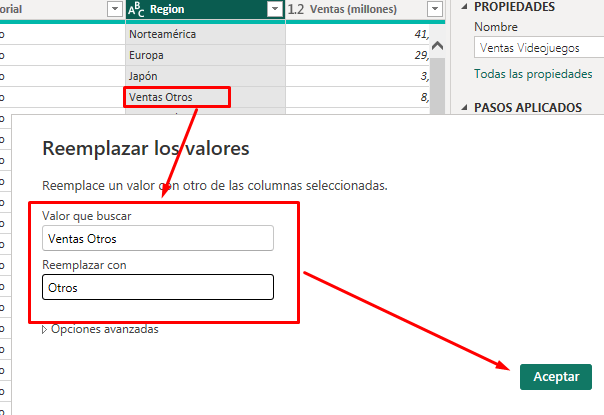 orial
ABC Region
1.2 Ventas (millones)
o
Norteamérica
41,
o
Europa
29,
o
Japón
3,
o
Ventas Otros
8,
PROPIEDADES
Nombre
Ventas Videojuegos
Todas las propiedades
PASOS APLICADOS
Reemplazar los valores
Reemplace un valor con otro de las columnas seleccionadas.
Valor que buscar
Ventas Otros
Reemplazar con
Otros
Opciones avanzadas
Aceptar